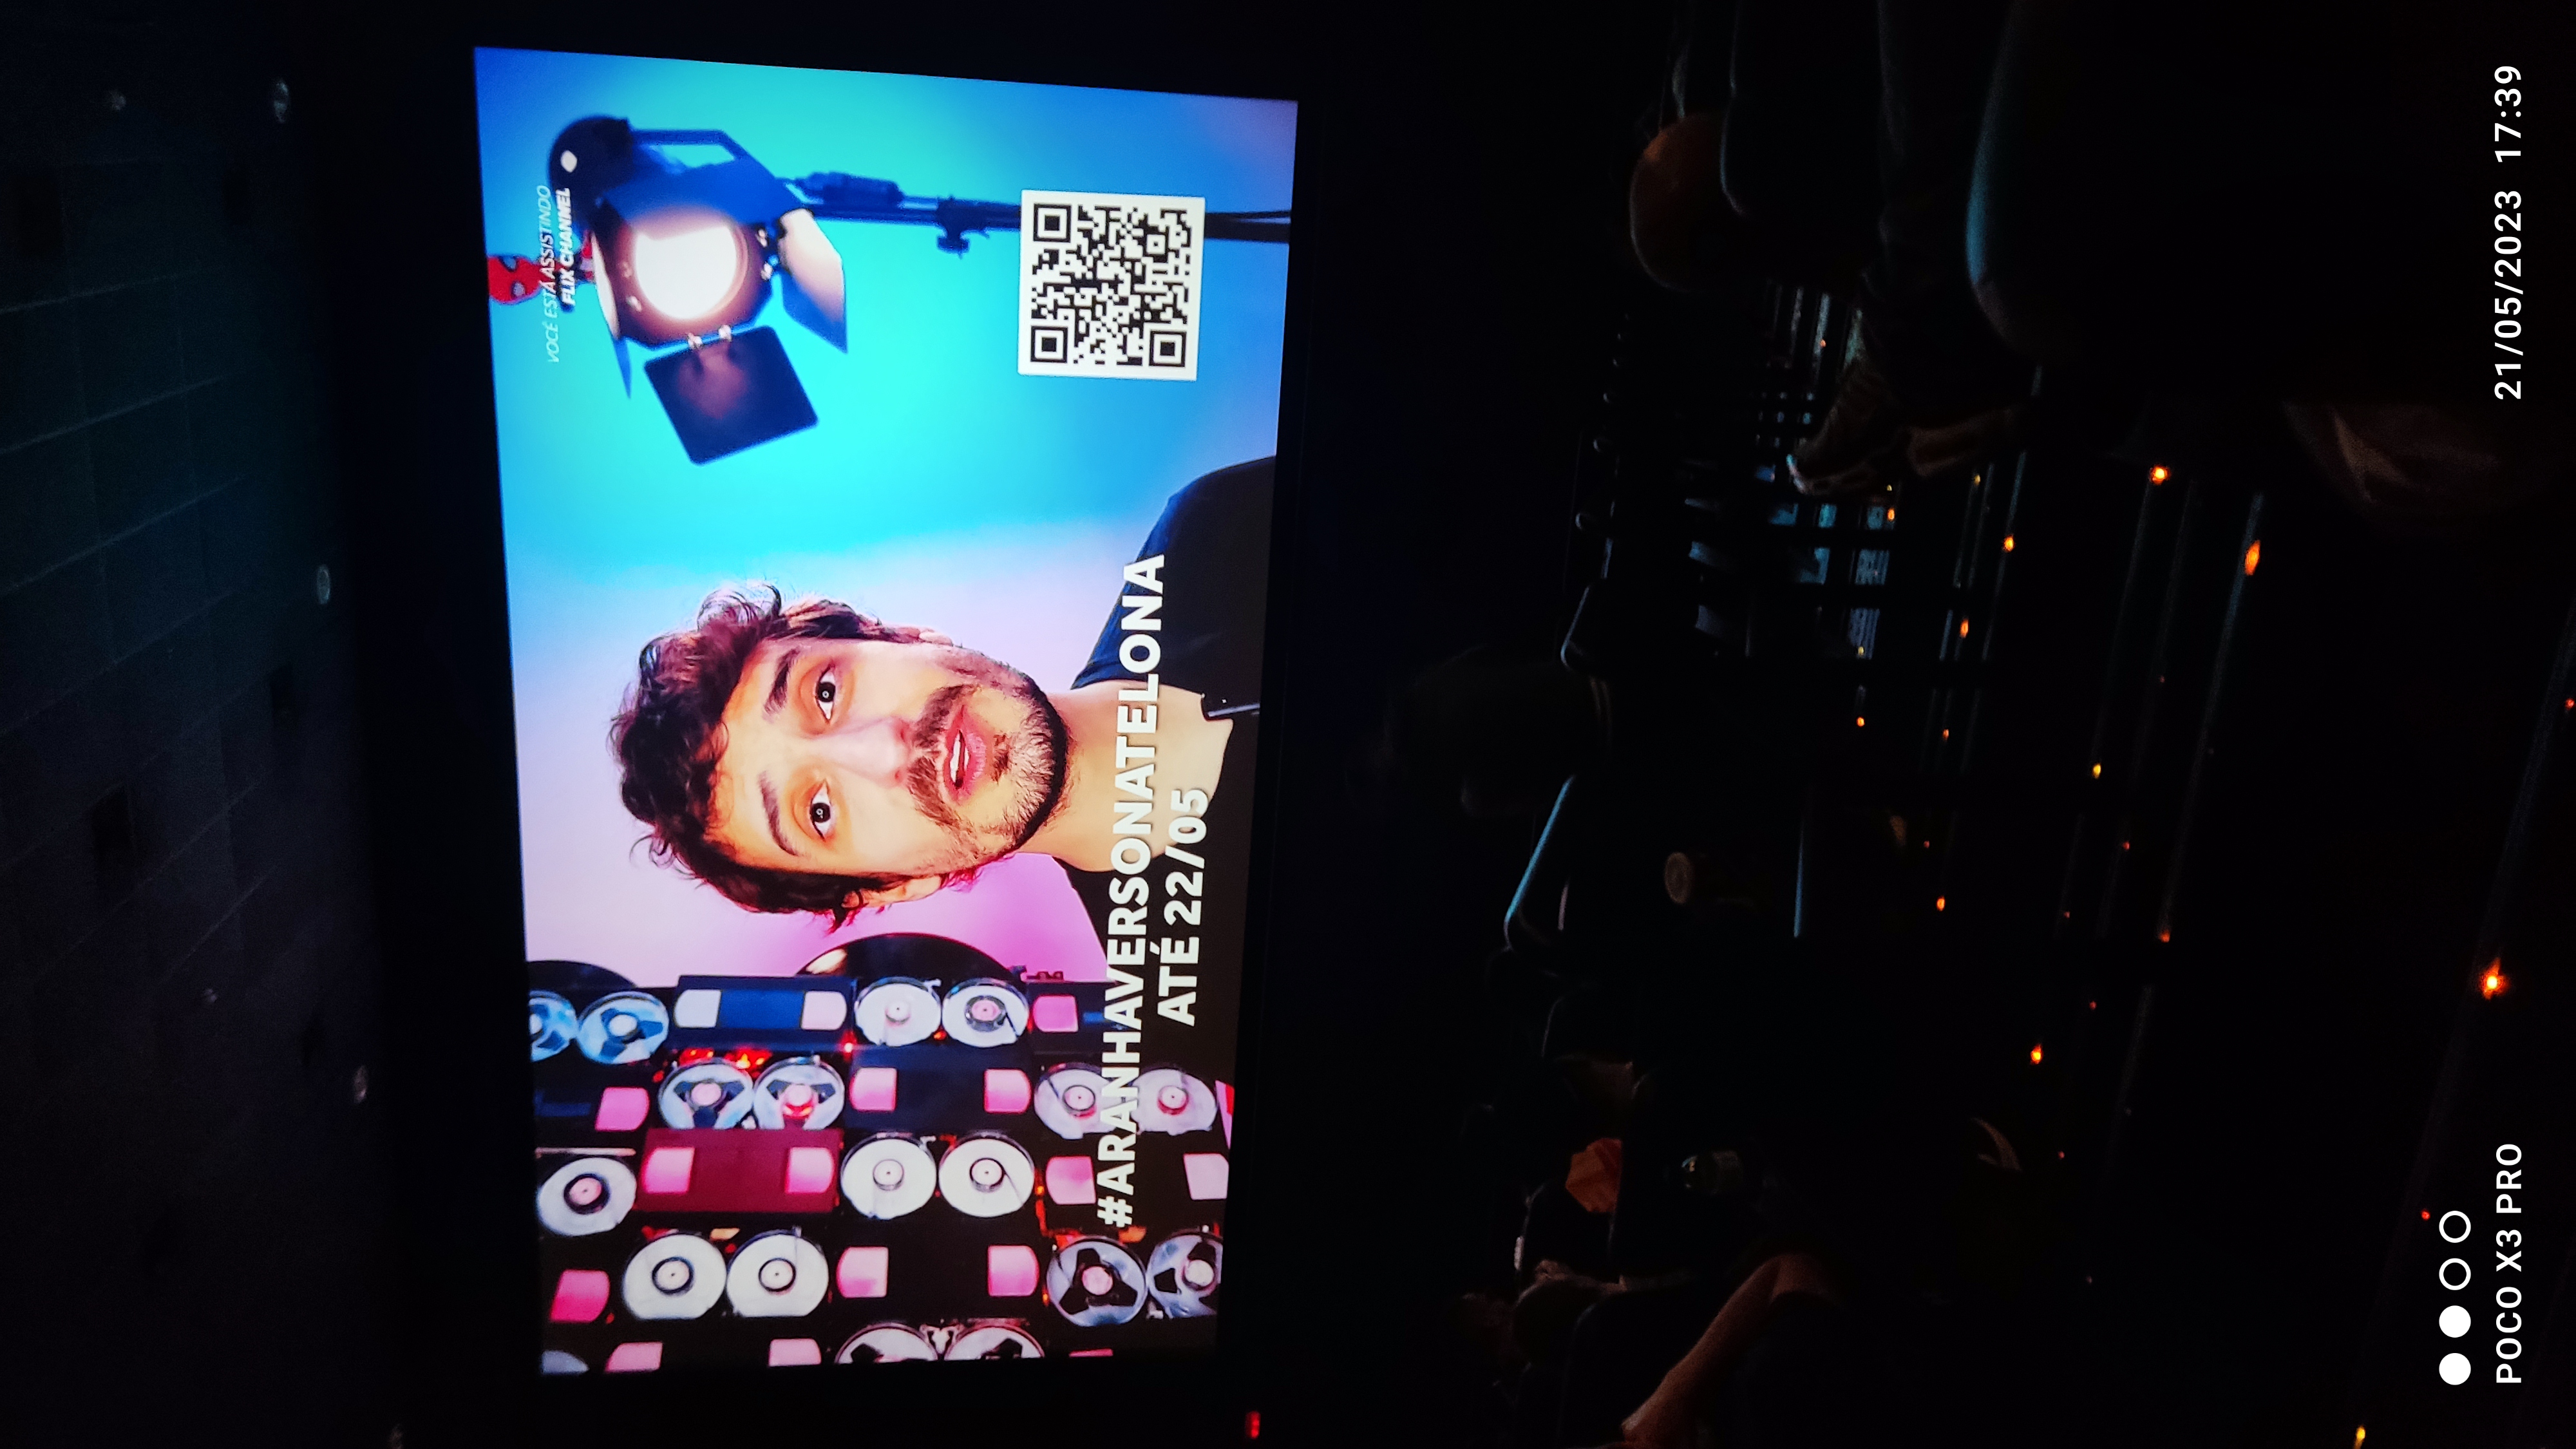 VOCÊ ESTÁ ASSISTINDO
FLIX CHANNEL
#ARANHAVERSONATELONA
ATÉ 22/05
POCO X3 PRO
21/05/2023 17:39